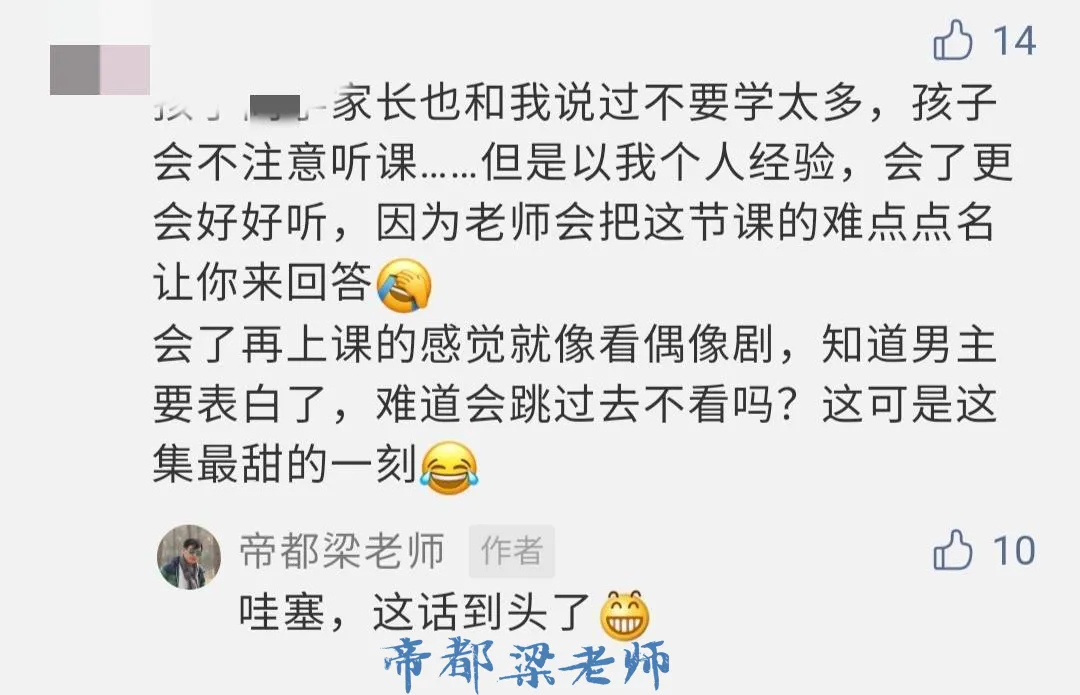 14
家长也和我说过不要学太多，孩子
会不注意听课……但是以我个人经验，会了更
会好好听，因为老师会把这节课的难点点名
让你来回答🤦
会了再上课的感觉就像看偶像剧，知道男主
要表白了，难道会跳过去不看吗？这可是这
集最甜的一刻😂
帝都梁老师 作者 10
哇塞，这话到头了😁
帝都梁老师